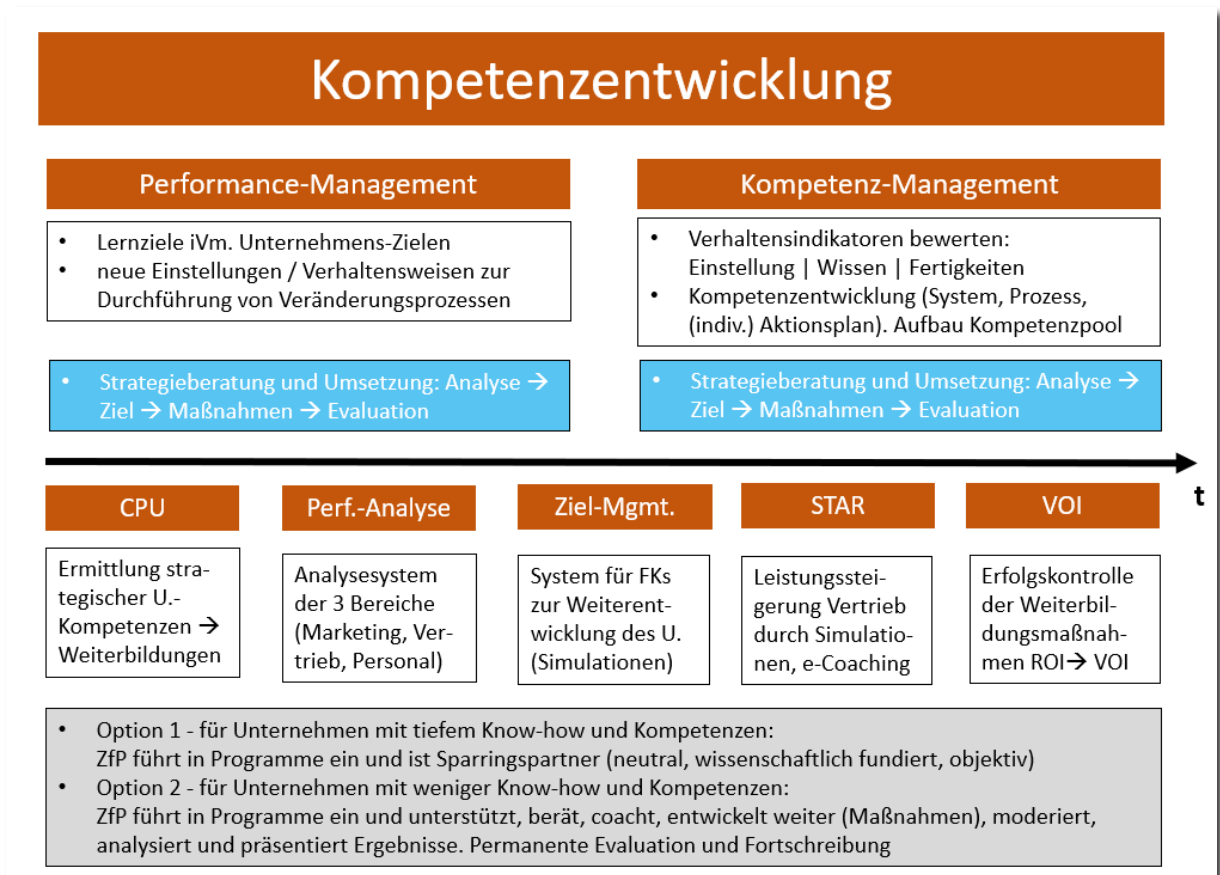 Kompetenzentwicklung
Performance-Management
• Lernziele iVm. Unternehmens-Zielen
• neue Einstellungen / Verhaltensweisen zur
Durchführung von Veränderungsprozessen
• Strategieberatung und Umsetzung: Analyse →
Ziel → Maßnahmen → Evaluation
Kompetenz-Management
• Verhaltensindikatoren bewerten:
Einstellung | Wissen | Fertigkeiten
• Kompetenzentwicklung (System, Prozess,
(indiv.) Aktionsplan). Aufbau Kompetenzpool
• Strategieberatung und Umsetzung: Analyse →
Ziel → Maßnahmen → Evaluation
t
CPU
Ermittlung stra-
tegischer U.-
Kompetenzen →
Weiterbildungen
Perf.-Analyse
Analysesystem
der 3 Bereiche
(Marketing, Ver-
trieb, Personal)
Ziel-Mgmt.
System für FKs
zur Weiterent-
wicklung des U.
(Simulationen)
STAR
Leistungsstei-
gerung Vertrieb
durch Simulatio-
nen, e-Coaching
VOI
Erfolgskontrolle
der Weiterbil-
dungsmaßnah-
men ROI→ VOI
• Option 1 - für Unternehmen mit tiefem Know-how und Kompetenzen:
ZfP führt in Programme ein und ist Sparringspartner (neutral, wissenschaftlich fundiert, objektiv)
• Option 2 - für Unternehmen mit weniger Know-how und Kompetenzen:
ZfP führt in Programme ein und unterstützt, berät, coacht, entwickelt weiter (Maßnahmen), moderiert,
analysiert und präsentiert Ergebnisse. Permanente Evaluation und Fortschreibung